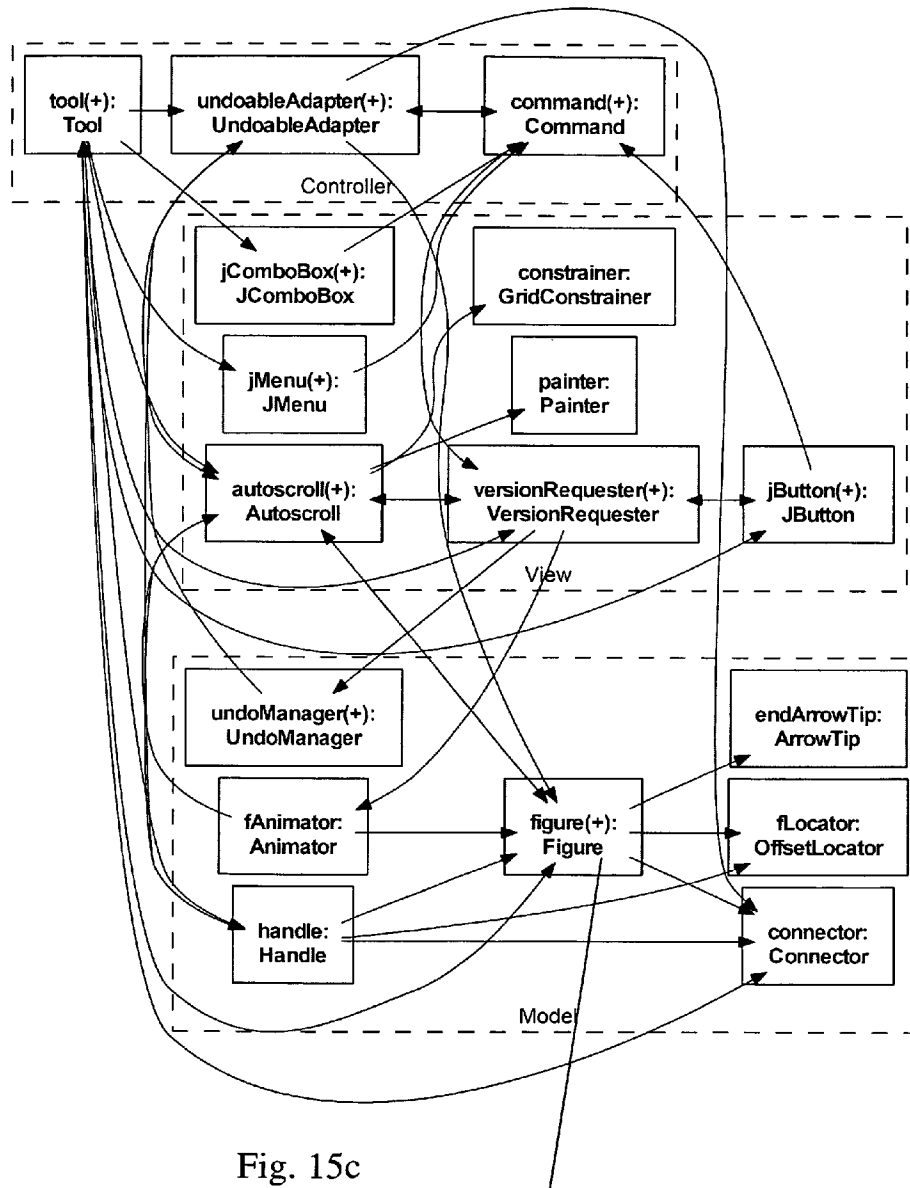 tool(+):
Tool
undoableAdapter(+):
UndoableAdapter
command(+):
Command
Controller
jComboBox(+):
JComboBox
constrainer:
GridConstrainer
jMenu(+):
JMenu
painter:
Painter
autoscroll(+):
Autoscroll
versionRequester(+):
VersionRequester
jButton(+):
JButton
View
undoManager(+):
UndoManager
endArrowTip:
ArrowTip
fAnimator:
Animator
figure(+):
Figure
fLocator:
OffsetLocator
handle:
Handle
connector:
Connector
Model
Fig. 15c